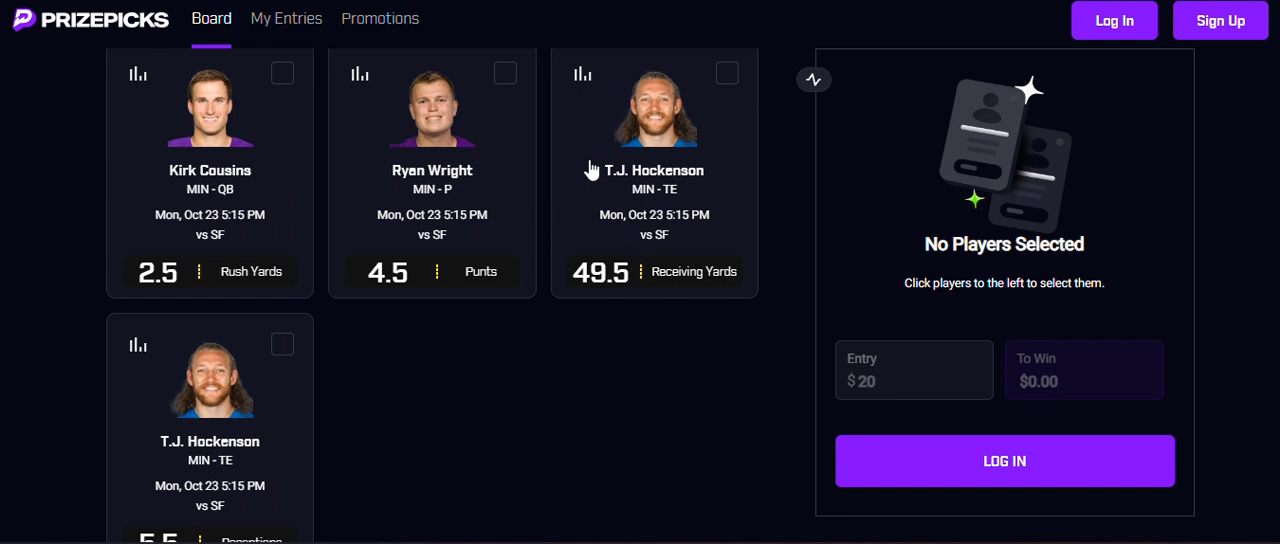 PRIZEPICKS Board My Entries Promotions Log In Sign Up
Kirk Cousins
MIN - QB
Mon, Oct 23 5:15 PM
vs SF
2.5 Rush Yards
Ryan Wright
MIN - P
Mon, Oct 23 5:15 PM
vs SF
4.5 Punts
T.J. Hockenson
MIN - TE
Mon, Oct 23 5:15 PM
vs SF
49.5 Receiving Yards
T.J. Hockenson
MIN - TE
Mon, Oct 23 5:15 PM
vs SF
5.5 Receptions
No Players Selected
Click players to the left to select them.
Entry
$ 20
To Win
$0.00
LOG IN